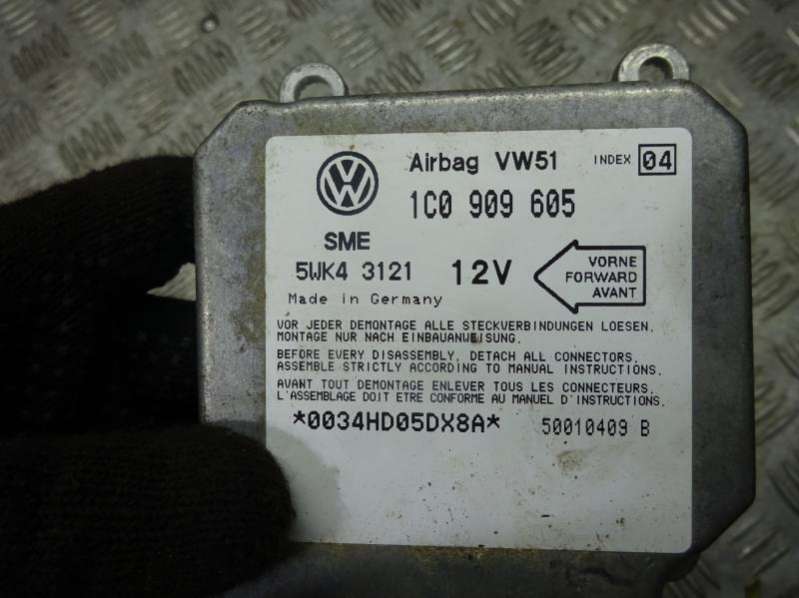 Airbag VW51 INDEX 04
1C0 909 605
SME
5WK4 3121 12V
VORNE
FORWARD
AVANT
Made in Germany
VOR JEDER DEMONTAGE ALLE STECKVERBINDUNGEN LOESEN.
MONTAGE NUR NACH EINBAUANWEISUNG.
BEFORE EVERY DISASSEMBLY, DETACH ALL CONNECTORS.
ASSEMBLE STRICTLY ACCORDING TO MANUAL INSTRUCTIONS.
AVANT TOUT DEMONTAGE ENLEVER TOUS LES CONNECTEURS.
L'ASSEMBLAGE DOIT ETRE CONFORME AU MANUEL D'INSTRUCTIONS.
*0034HD05DX8A* 50010409 B